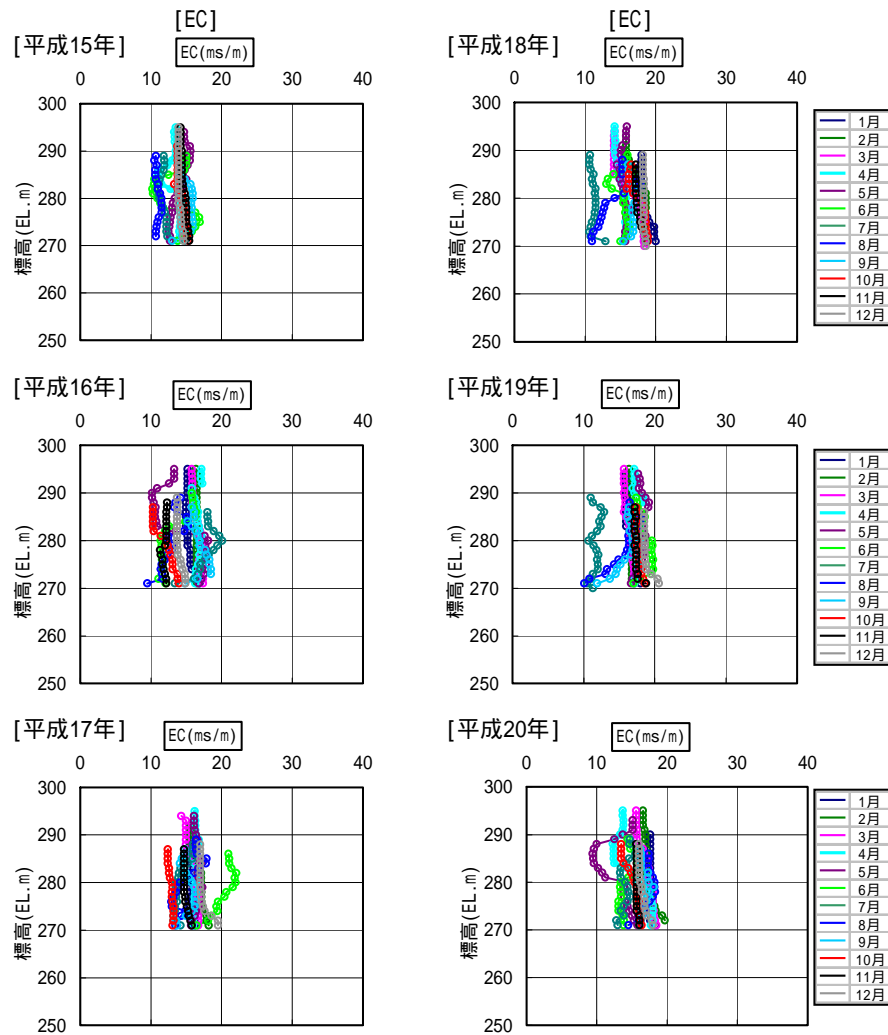 [EC]
[平成15年]
EC(ms/m)
0 10 20 30 40
300
290
280
270
260
250
標高(EL.m)
[EC]
[平成18年]
EC(ms/m)
0 10 20 30 40
300
290
280
270
260
250
標高(EL.m)
1月
2月
3月
4月
5月
6月
7月
8月
9月
10月
11月
12月
[平成16年]
EC(ms/m)
0 10 20 30 40
300
290
280
270
260
250
標高(EL.m)
[平成19年]
EC(ms/m)
0 10 20 30 40
300
290
280
270
260
250
標高(EL.m)
1月
2月
3月
4月
5月
6月
7月
8月
9月
10月
11月
12月
[平成17年]
EC(ms/m)
0 10 20 30 40
300
290
280
270
260
250
標高(EL.m)
[平成20年]
EC(ms/m)
0 10 20 30 40
300
290
280
270
260
250
標高(EL.m)
1月
2月
3月
4月
5月
6月
7月
8月
9月
10月
11月
12月